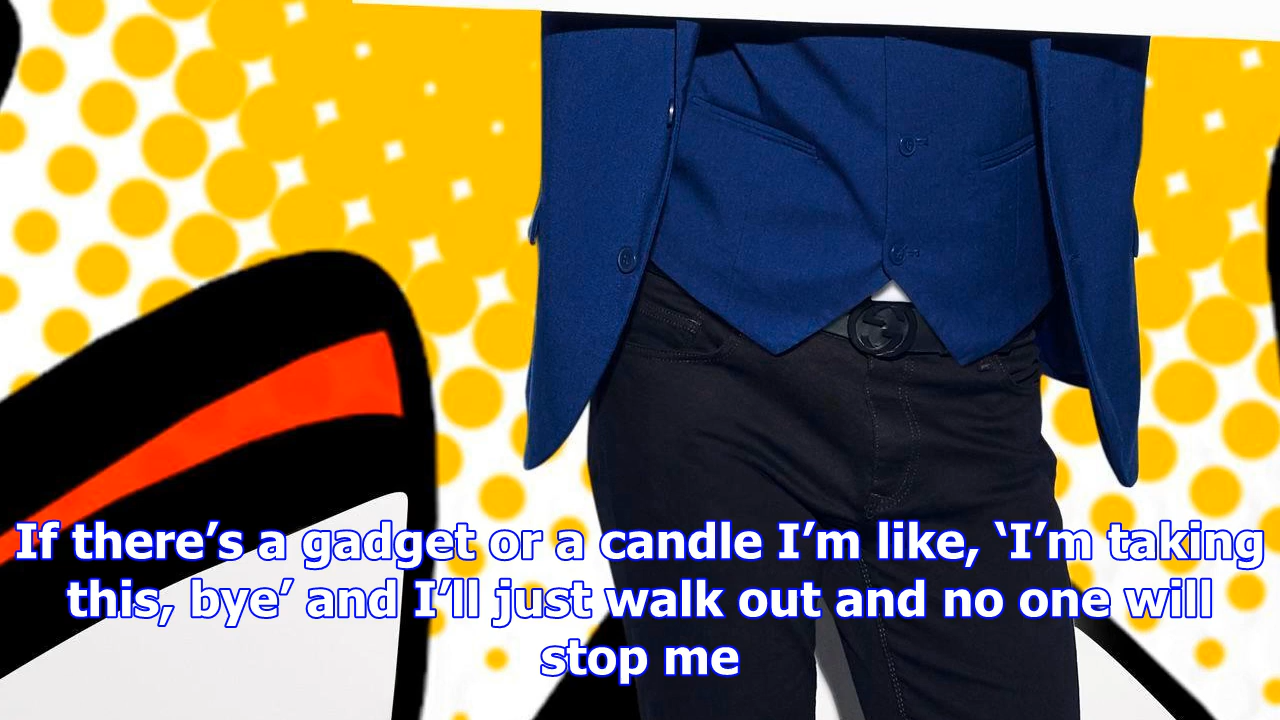 If there’s a gadget or a candle I’m like, ‘I’m taking
this, bye’ and I’ll just walk out and no one will
stop me